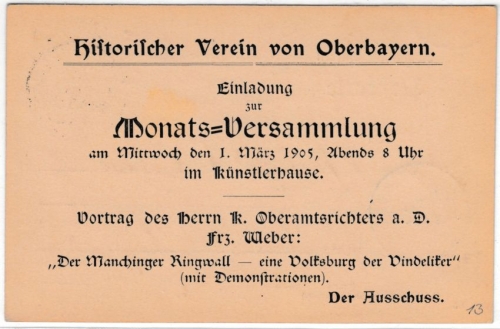 Historischer Verein von Oberbayern.
Einladung
zur
Monats=Versammlung
am Mittwoch den 1. März 1905, Abends 8 Uhr
im Künstlerhause.
Vortrag des Herrn K. Oberamtsrichters a. D.
Frz. Weber:
„Der Manchinger Ringwall — eine Volksburg der Vindeliker“
(mit Demonstrationen).
Der Ausschuss.
13